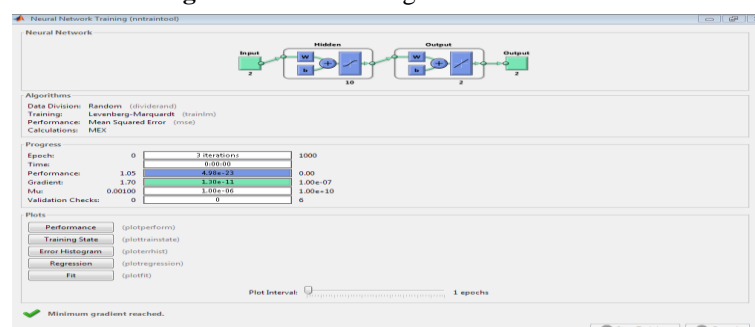 Neural Network Training (nntraintool)
Neural Network
Hidden Output
Input W b W b Output
2 10 2 2
Algorithms
Data Division: Random (dividerand)
Training: Levenberg-Marquardt (trainlm)
Performance: Mean Squared Error (mse)
Calculations: MEX
Progress
Epoch: 0 3 iterations 1000
Time: 0:00:00
Performance: 1.05 4.90e-23 0.00
Gradient: 1.70 1.30e-11 1.00e-07
Mu: 0.00100 1.00e-06 1.00e+10
Validation Checks: 0 0 6
Plots
Performance (plotperform)
Training State (plottrainstate)
Error Histogram (ploterrhist)
Regression (plotregression)
Fit (plotfit)
Plot Interval: 1 epochs
Minimum gradient reached.